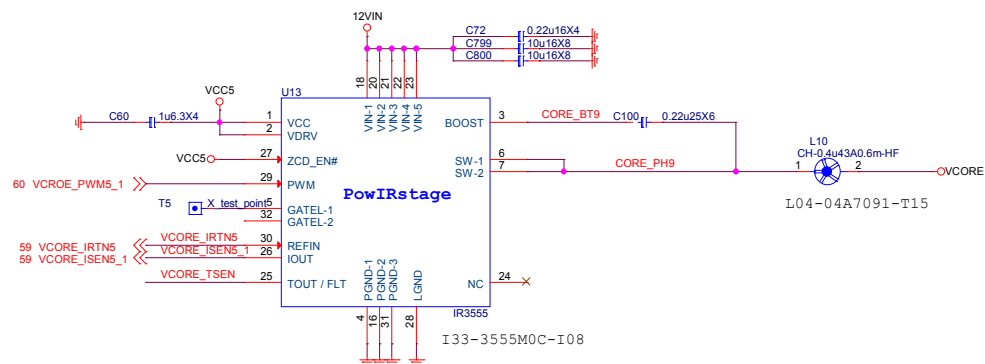 12VIN
C72 0.22u16X4
C799 10u16X8
C800 10u16X8
18 20 21 22 23
U13
VCC5
VIN-1 VIN-2 VIN-3 VIN-4 VIN-5
C60 1u6.3X4
1 VCC
2 VDRV
BOOST 3 CORE_BT9 C100 0.22u25X6
VCC5 27 ZCD_EN#
SW-1 6
SW-2 7 CORE_PH9
L10
CH-0.4u43A0.6m-HF
1 2 VCORE
L04-04A7091-T15
60 VCROE_PWM5_1 29 PWM
PowIRstage
T5 X_test_point 5 GATEL-1
32 GATEL-2
59 VCORE_IRTN5 VCORE_IRTN5 30 REFIN
59 VCORE_ISEN5_1 VCORE_ISEN5_1 26 IOUT
VCORE_TSEN 25 TOUT / FLT
NC 24
PGND-1 PGND-2 PGND-3 LGND
4 16 31 28
IR3555
I33-3555M0C-I08